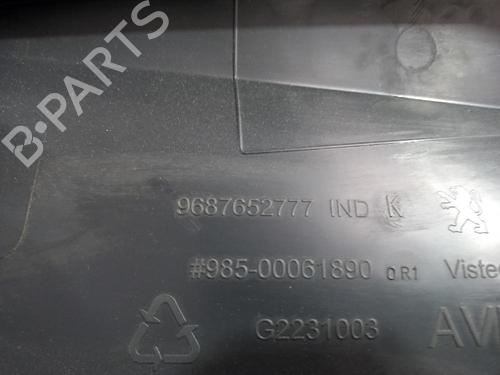 B-PARTS
9687652777 IND K
#985-00061890 0R1 Visteo
G2231003 AV